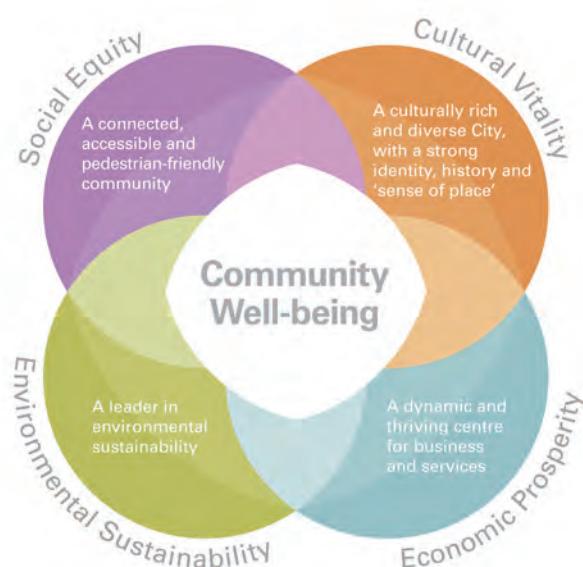 Social Equity
Cultural Vitality
A connected,
accessible and
pedestrian-friendly
community
A culturally rich
and diverse City,
with a strong
identity, history and
‘sense of place’
Community
Well-being
A leader in
environmental
sustainability
A dynamic and
thriving centre
for business
and services
Environmental Sustainability
Economic Prosperity